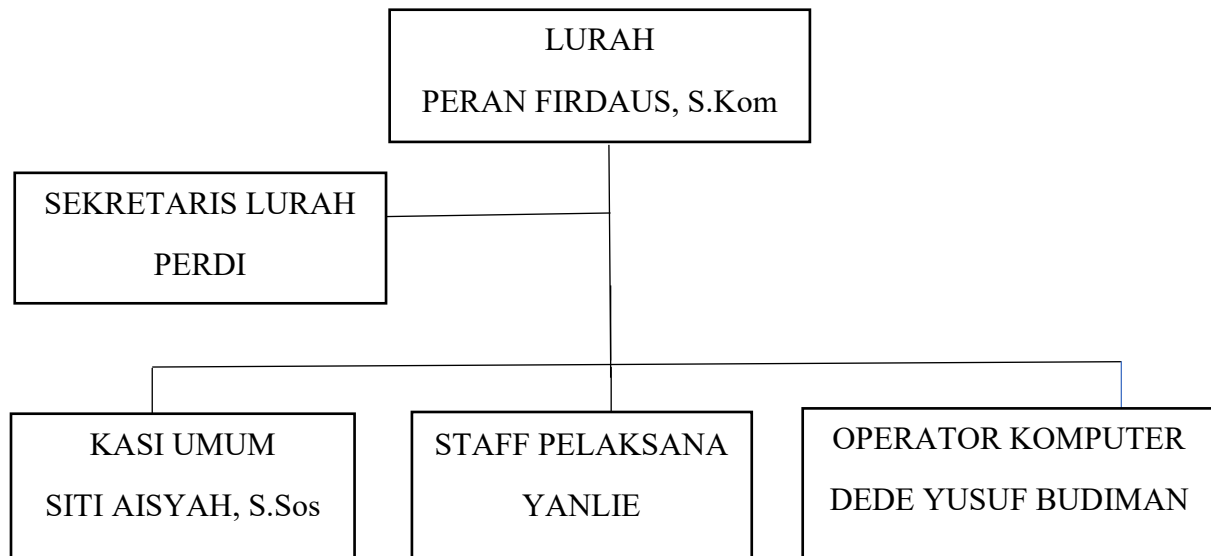 LURAH
PERAN FIRDAUS, S.Kom
SEKRETARIS LURAH
PERDI
KASI UMUM
SITI AISYAH, S.Sos
STAFF PELAKSANA
YANLIE
OPERATOR KOMPUTER
DEDE YUSUF BUDIMAN